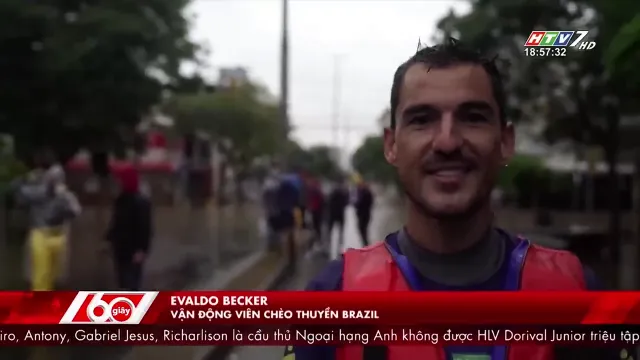 HTV7 HD
18:57:32
60 giây
EVALDO BECKER
VẬN ĐỘNG VIÊN CHÈO THUYỀN BRAZIL
iro, Antony, Gabriel Jesus, Richarlison là cầu thủ Ngoại hạng Anh không được HLV Dorival Junior triệu tập